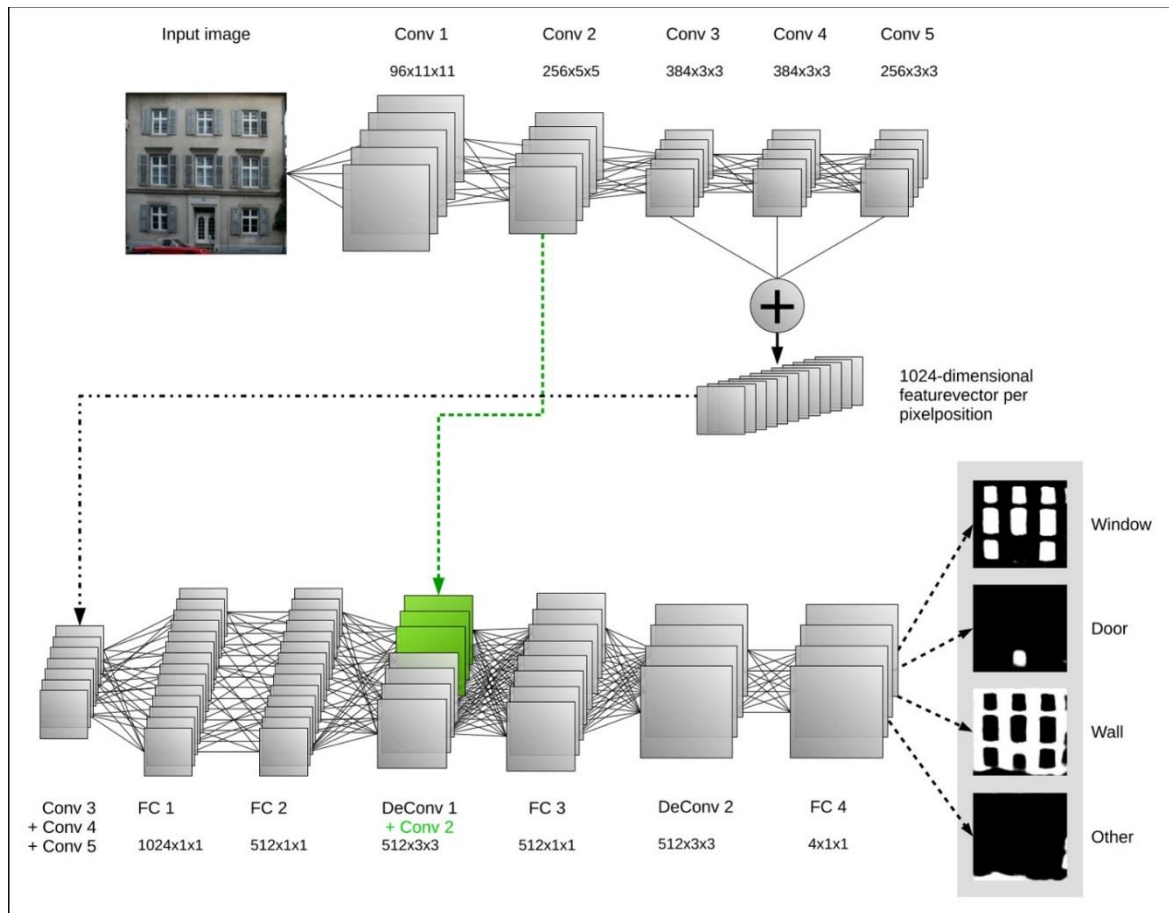 Input image
Conv 1
Conv 2
Conv 3
Conv 4
Conv 5
96x11x11
256x5x5
384x3x3
384x3x3
256x3x3
1024-dimensional
featurevector per
pixelposition
Window
Door
Wall
Other
Conv 3
+ Conv 4
+ Conv 5
FC 1
1024x1x1
FC 2
512x1x1
DeConv 1
+ Conv 2
512x3x3
FC 3
512x1x1
DeConv 2
512x3x3
FC 4
4x1x1